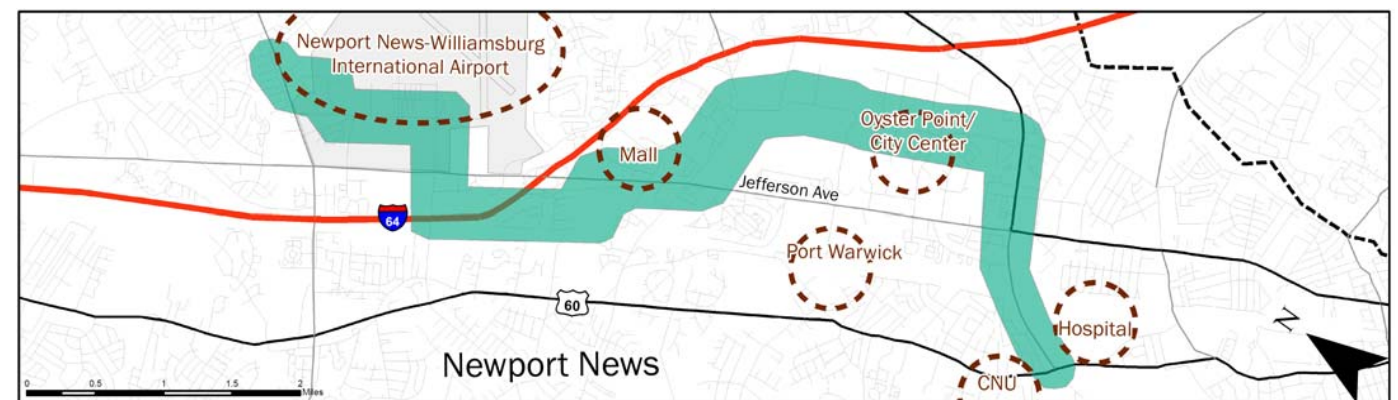 Newport News-Williamsburg
International Airport
Mall
Oyster Point/
City Center
Jefferson Ave
64
Port Warwick
60
N
Hospital
Newport News
CNU
0 0.5 1 1.5 2
Miles